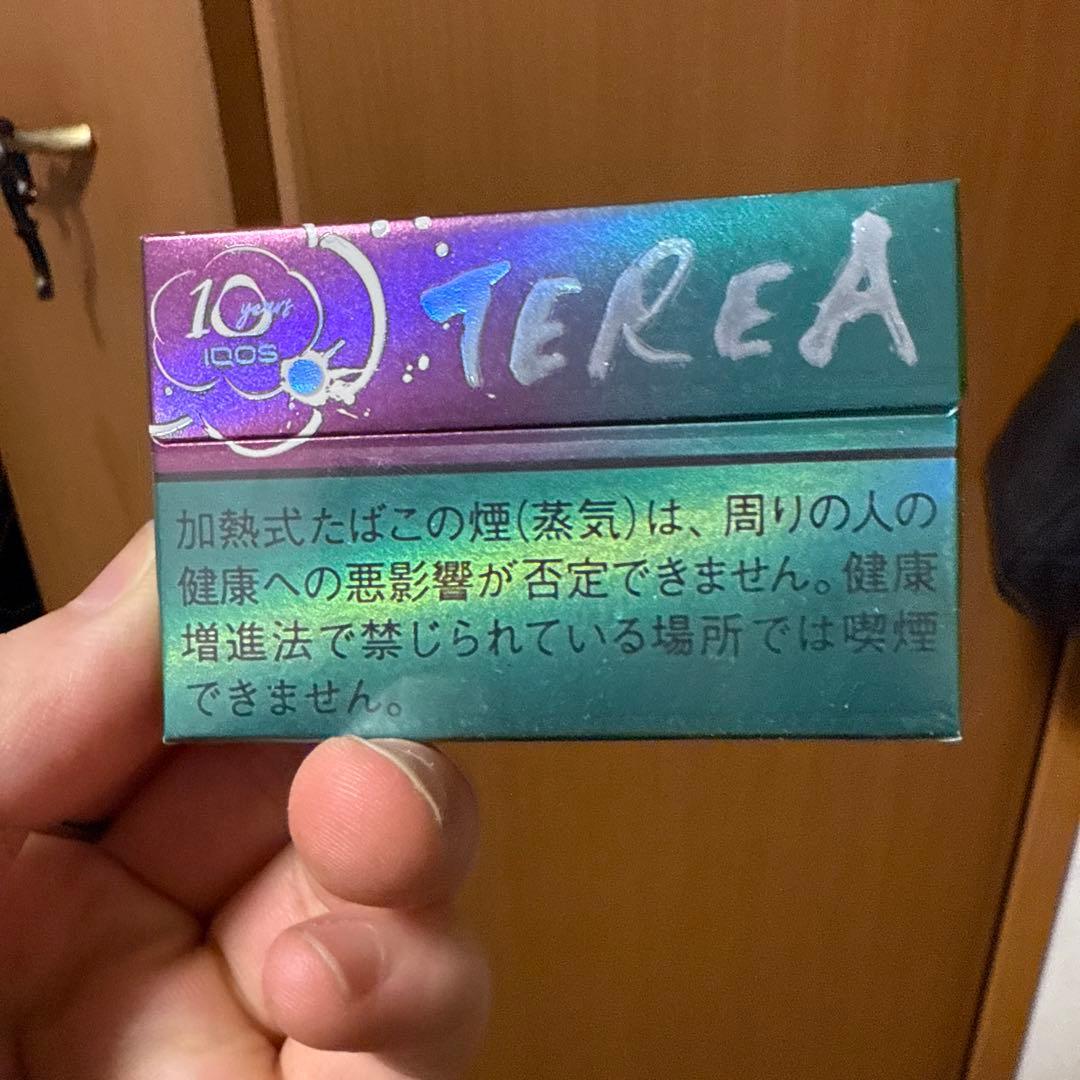 10
years
IQOS
TEREA
加熱式たばこの煙(蒸気)は、周りの人の
健康への悪影響が否定できません。健康
増進法で禁じられている場所では喫煙
できません。